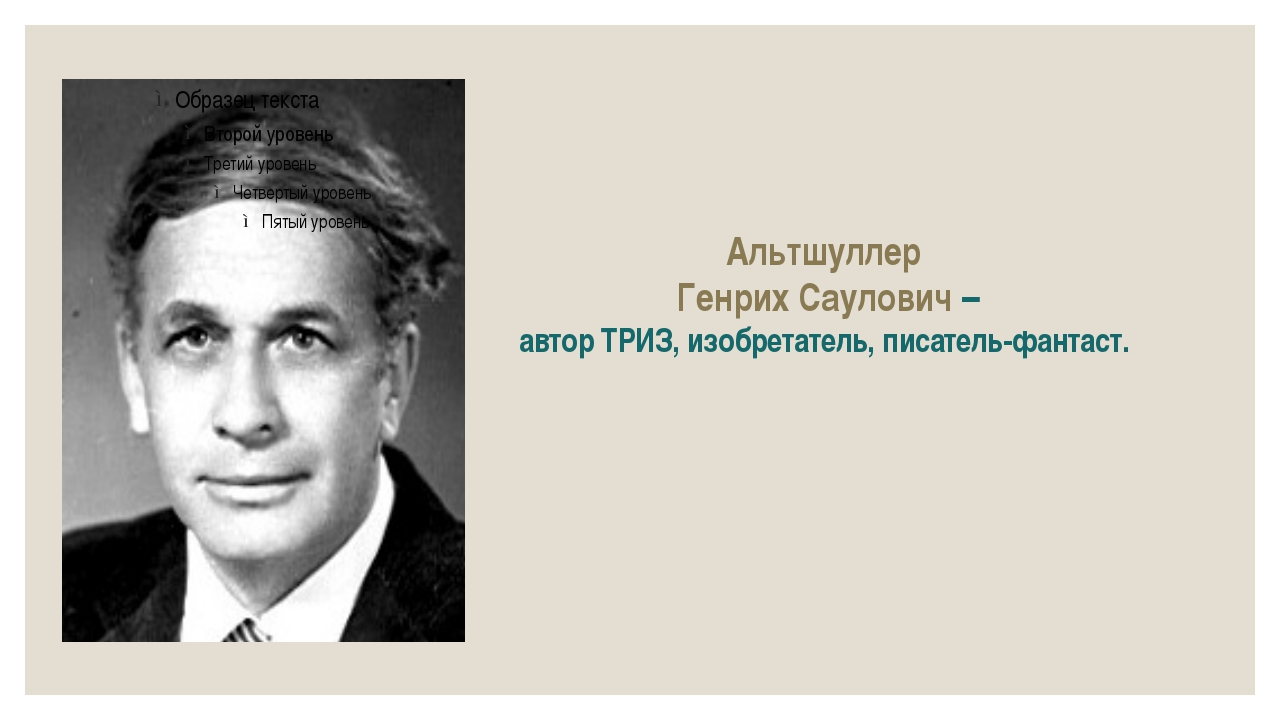 Образец текста
Второй уровень
Третий уровень
Четвертый уровень
Пятый уровень
Альтшуллер
Генрих Саулович –
автор ТРИЗ, изобретатель, писатель-фантаст.